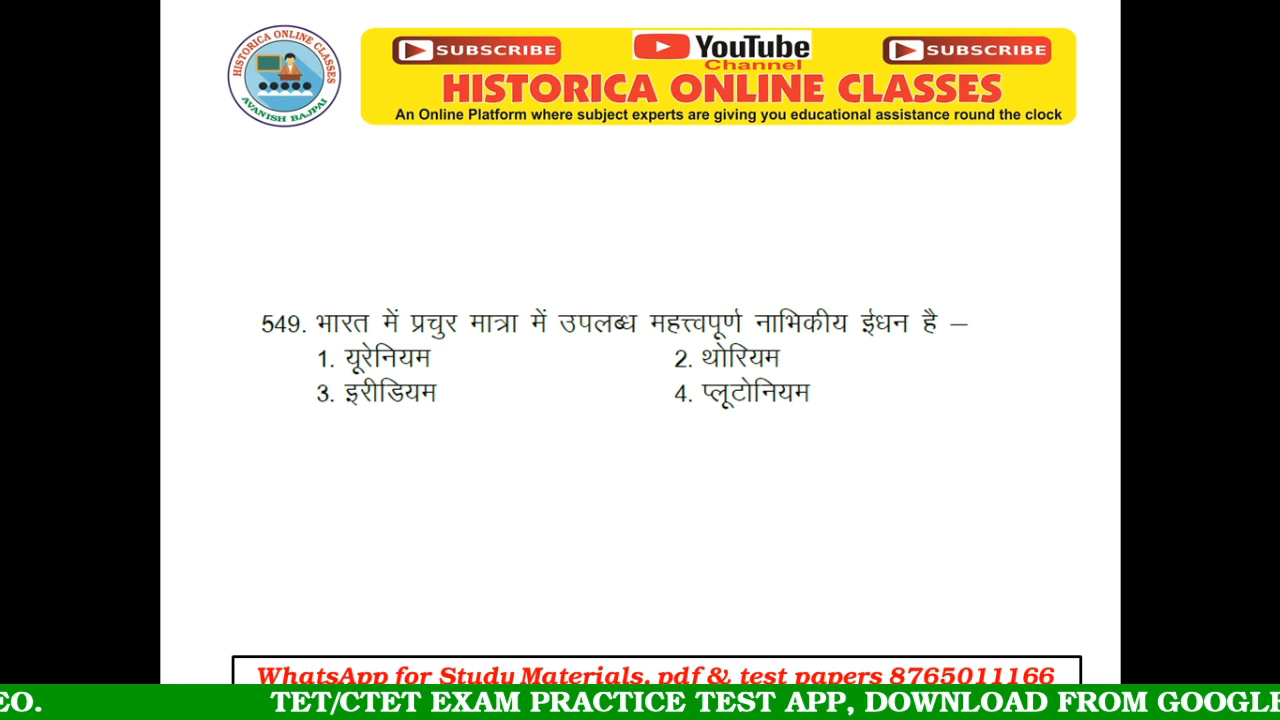 HISTORICA ONLINE CLASSES
AVANISH BAJPAI
SUBSCRIBE
YouTube
SUBSCRIBE
Channel
HISTORICA ONLINE CLASSES
An Online Platform where subject experts are giving you educational assistance round the clock
549. भारत में प्रचुर मात्रा में उपलब्ध महत्त्वपूर्ण नाभिकीय ईधन है –
1. यूरेनियम 2. थोरियम
3. इरीडियम 4. प्लूटोनियम
WhatsApp for Study Materials, pdf & test papers 8765011166
EO. TET/CTET EXAM PRACTICE TEST APP, DOWNLOAD FROM GOOGLE